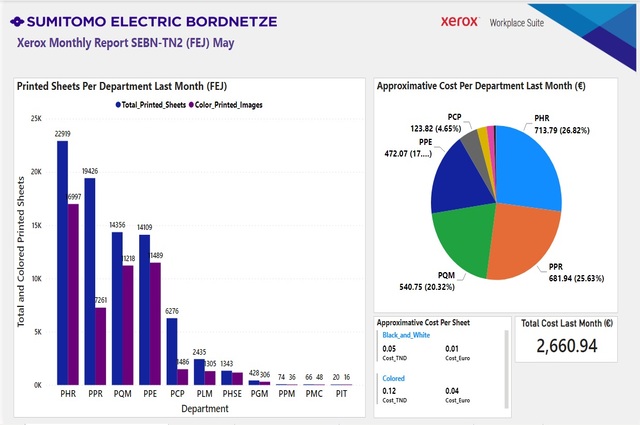 SUMITOMO ELECTRIC BORDNETZE
xerox™ Workplace Suite
Xerox Monthly Report SEBN-TN2 (FEJ) May
Printed Sheets Per Department Last Month (FEJ)
Total_Printed_Sheets Color_Printed_Images
Total and Colored Printed Sheets
25K
20K
15K
10K
5K
0K
22919
19426
7261
14356
11218
14109
11489
6276
2435
1343
428 306
74 36
66 48
20 16
PHR PPR PQM PPE PCP PLM PHSE PGM PPM PMC PIT
Department
Approximative Cost Per Department Last Month (€)
PHR
713.79 (26.82%)
PPR
681.94 (25.63%)
PQM
540.75 (20.32%)
PPE
472.07 (17....)
PCP
123.82 (4.65%)
Approximative Cost Per Sheet
Black_and_White
0.05 0.01
Cost_TND Cost_Euro
Colored
0.12 0.04
Cost_TND Cost_Euro
Total Cost Last Month (€)
2,660.94